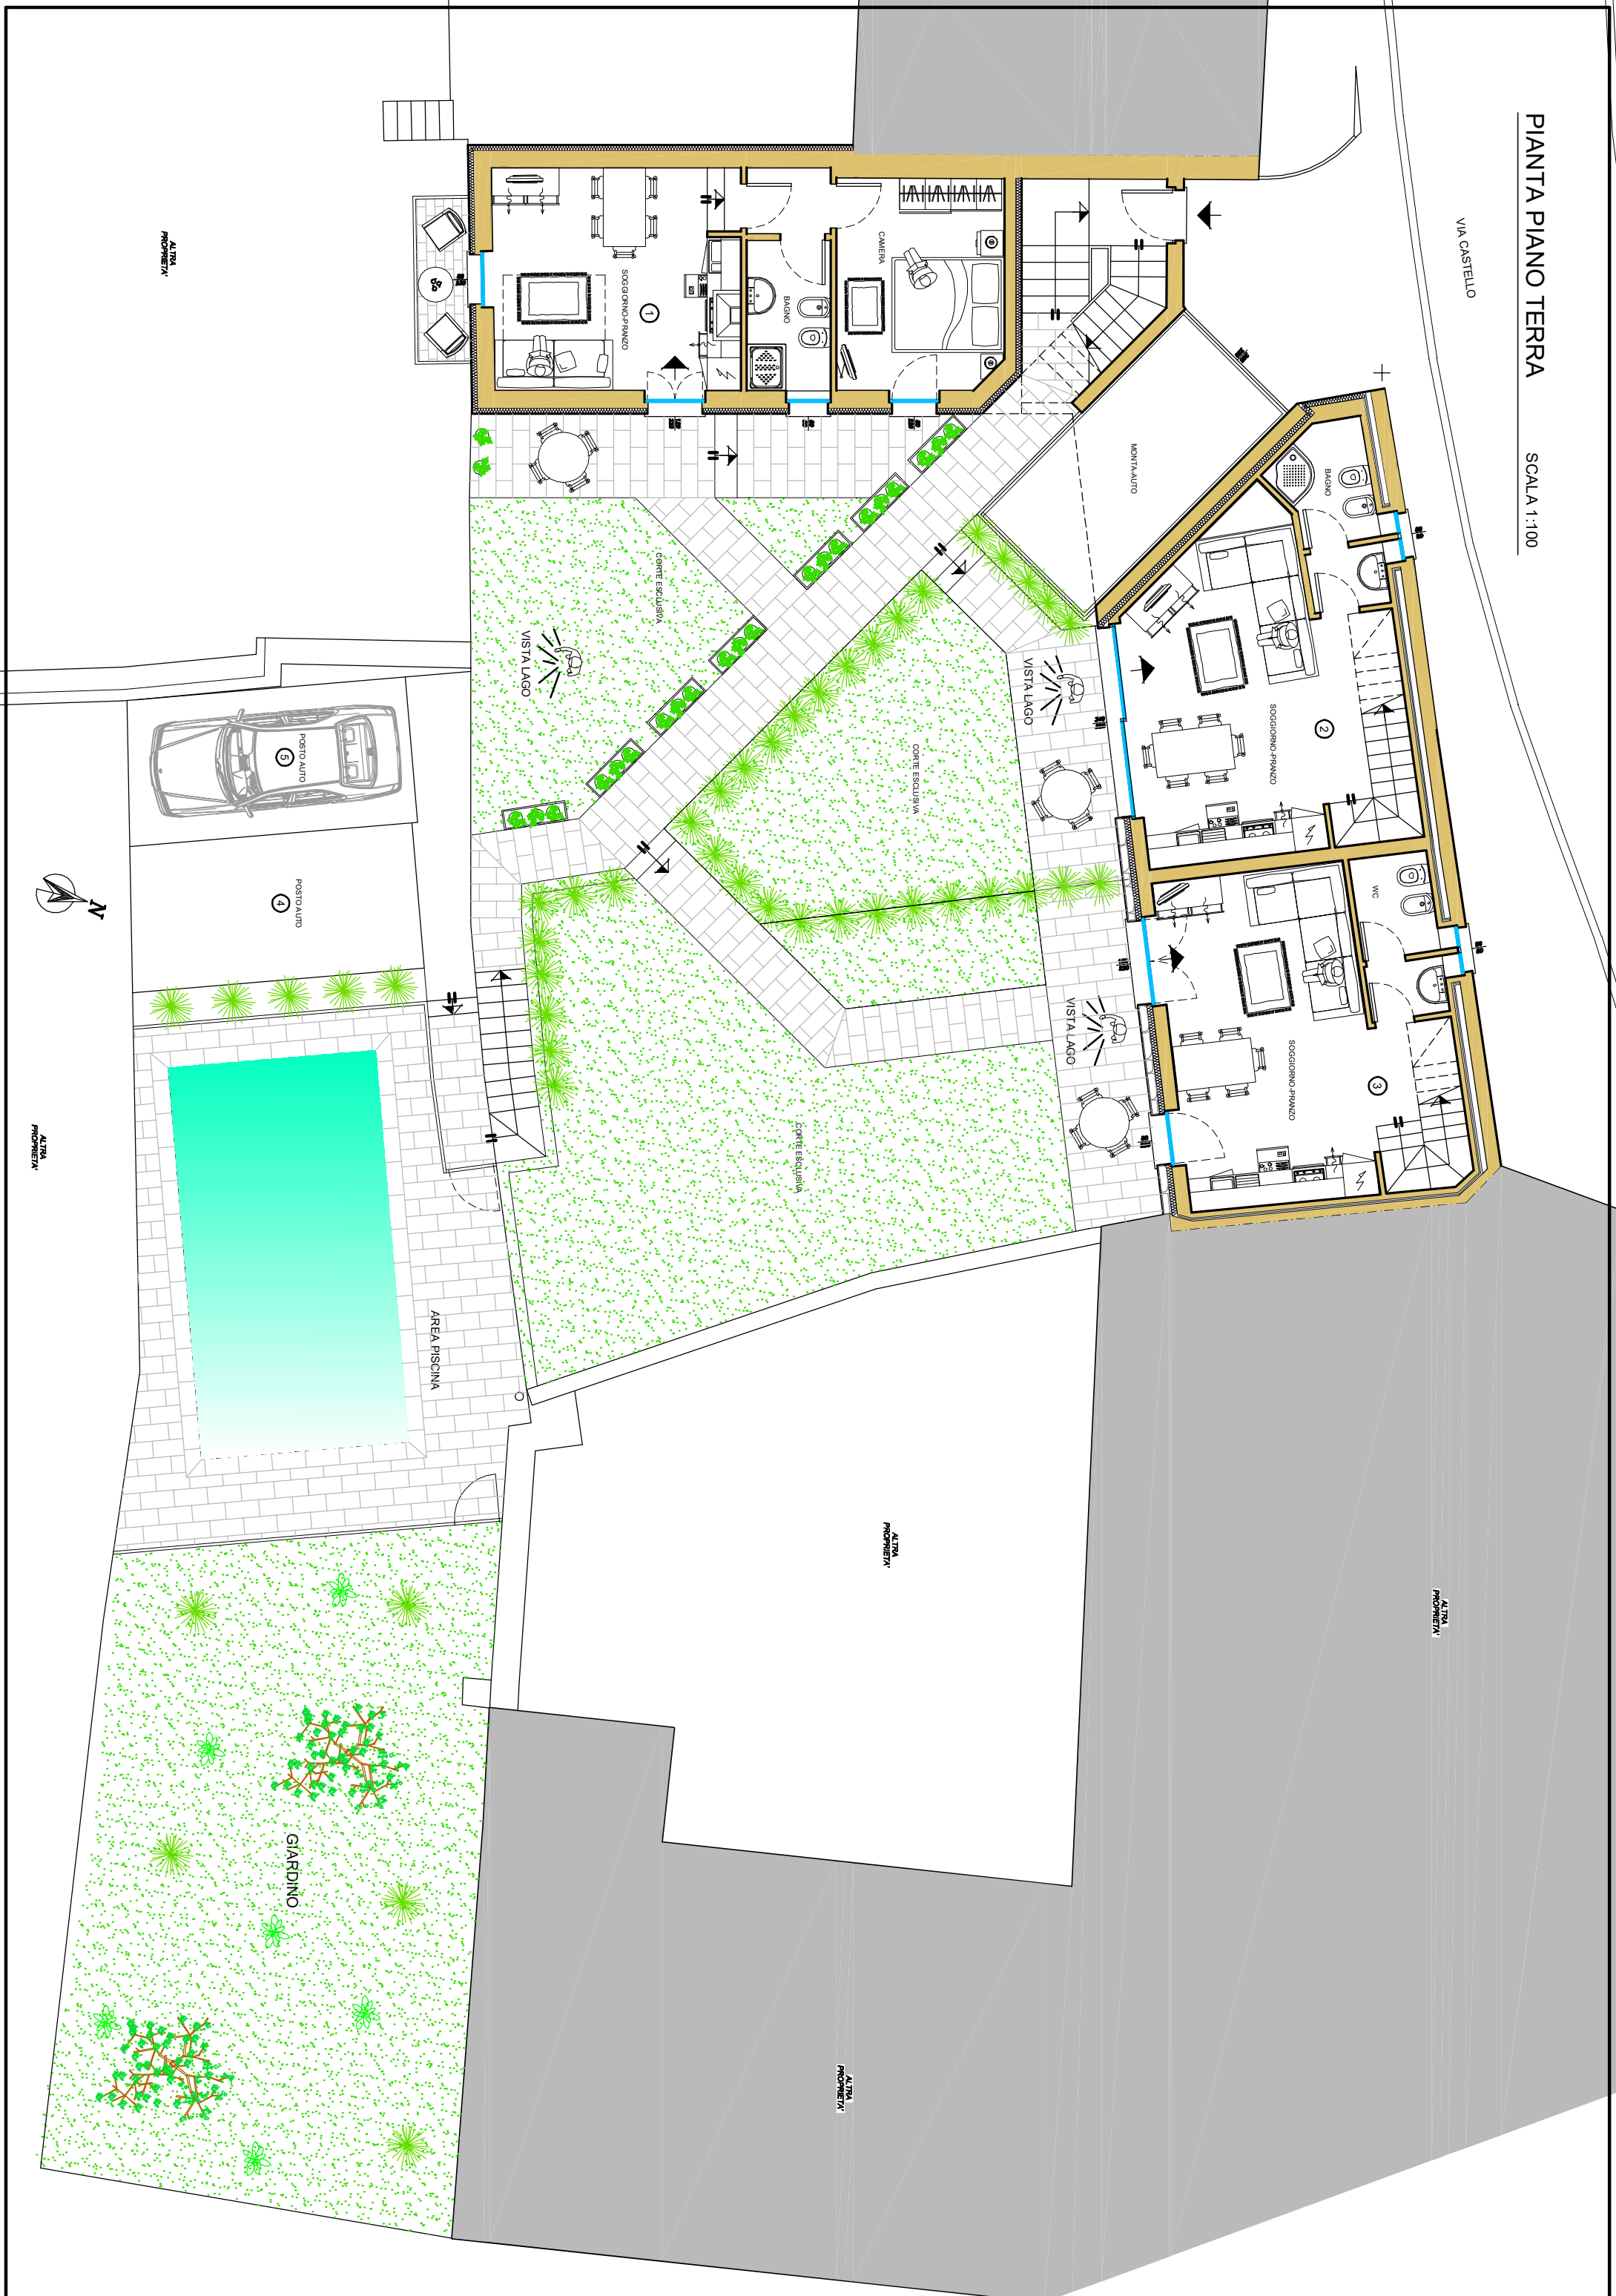 PIANTA PIANO TERRA SCALA 1:100
VIA CASTELLO
BAGNO
2
SOGGIORNO-PRANZO
WC
3
SOGGIORNO-PRANZO
MONTA-AUTO
CAMERA
BAGNO
1
SOGGIORNO-PRANZO
VISTA LAGO
VISTA LAGO
VISTA LAGO
CORTE ESCLUSIVA
CORTE ESCLUSIVA
CORTE ESCLUSIVA
POSTO AUTO
5
POSTO AUTO
4
AREA PISCINA
GIARDINO
N
ALTRA
PROPRIETA'
ALTRA
PROPRIETA'
ALTRA
PROPRIETA'
ALTRA
PROPRIETA'
ALTRA
PROPRIETA'